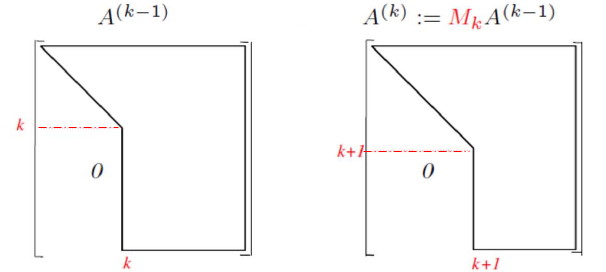 A^{(k-1)} A^{(k)} := M_k A^{(k-1)}
k k+1
0 0
k k+1